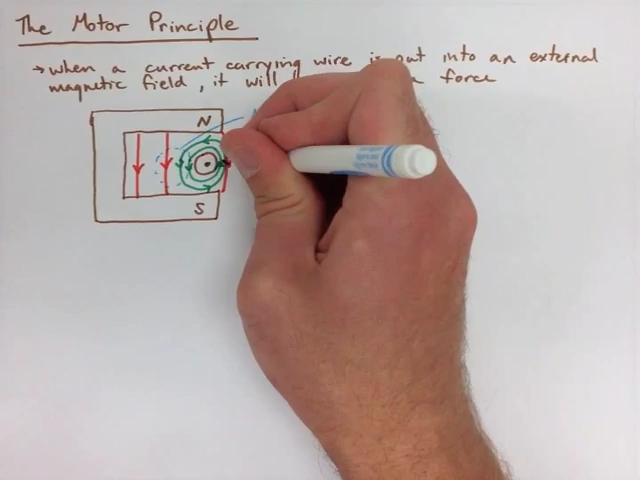 The Motor Principle
→ when a current carrying wire is put into an external
magnetic field, it will a force
N
S